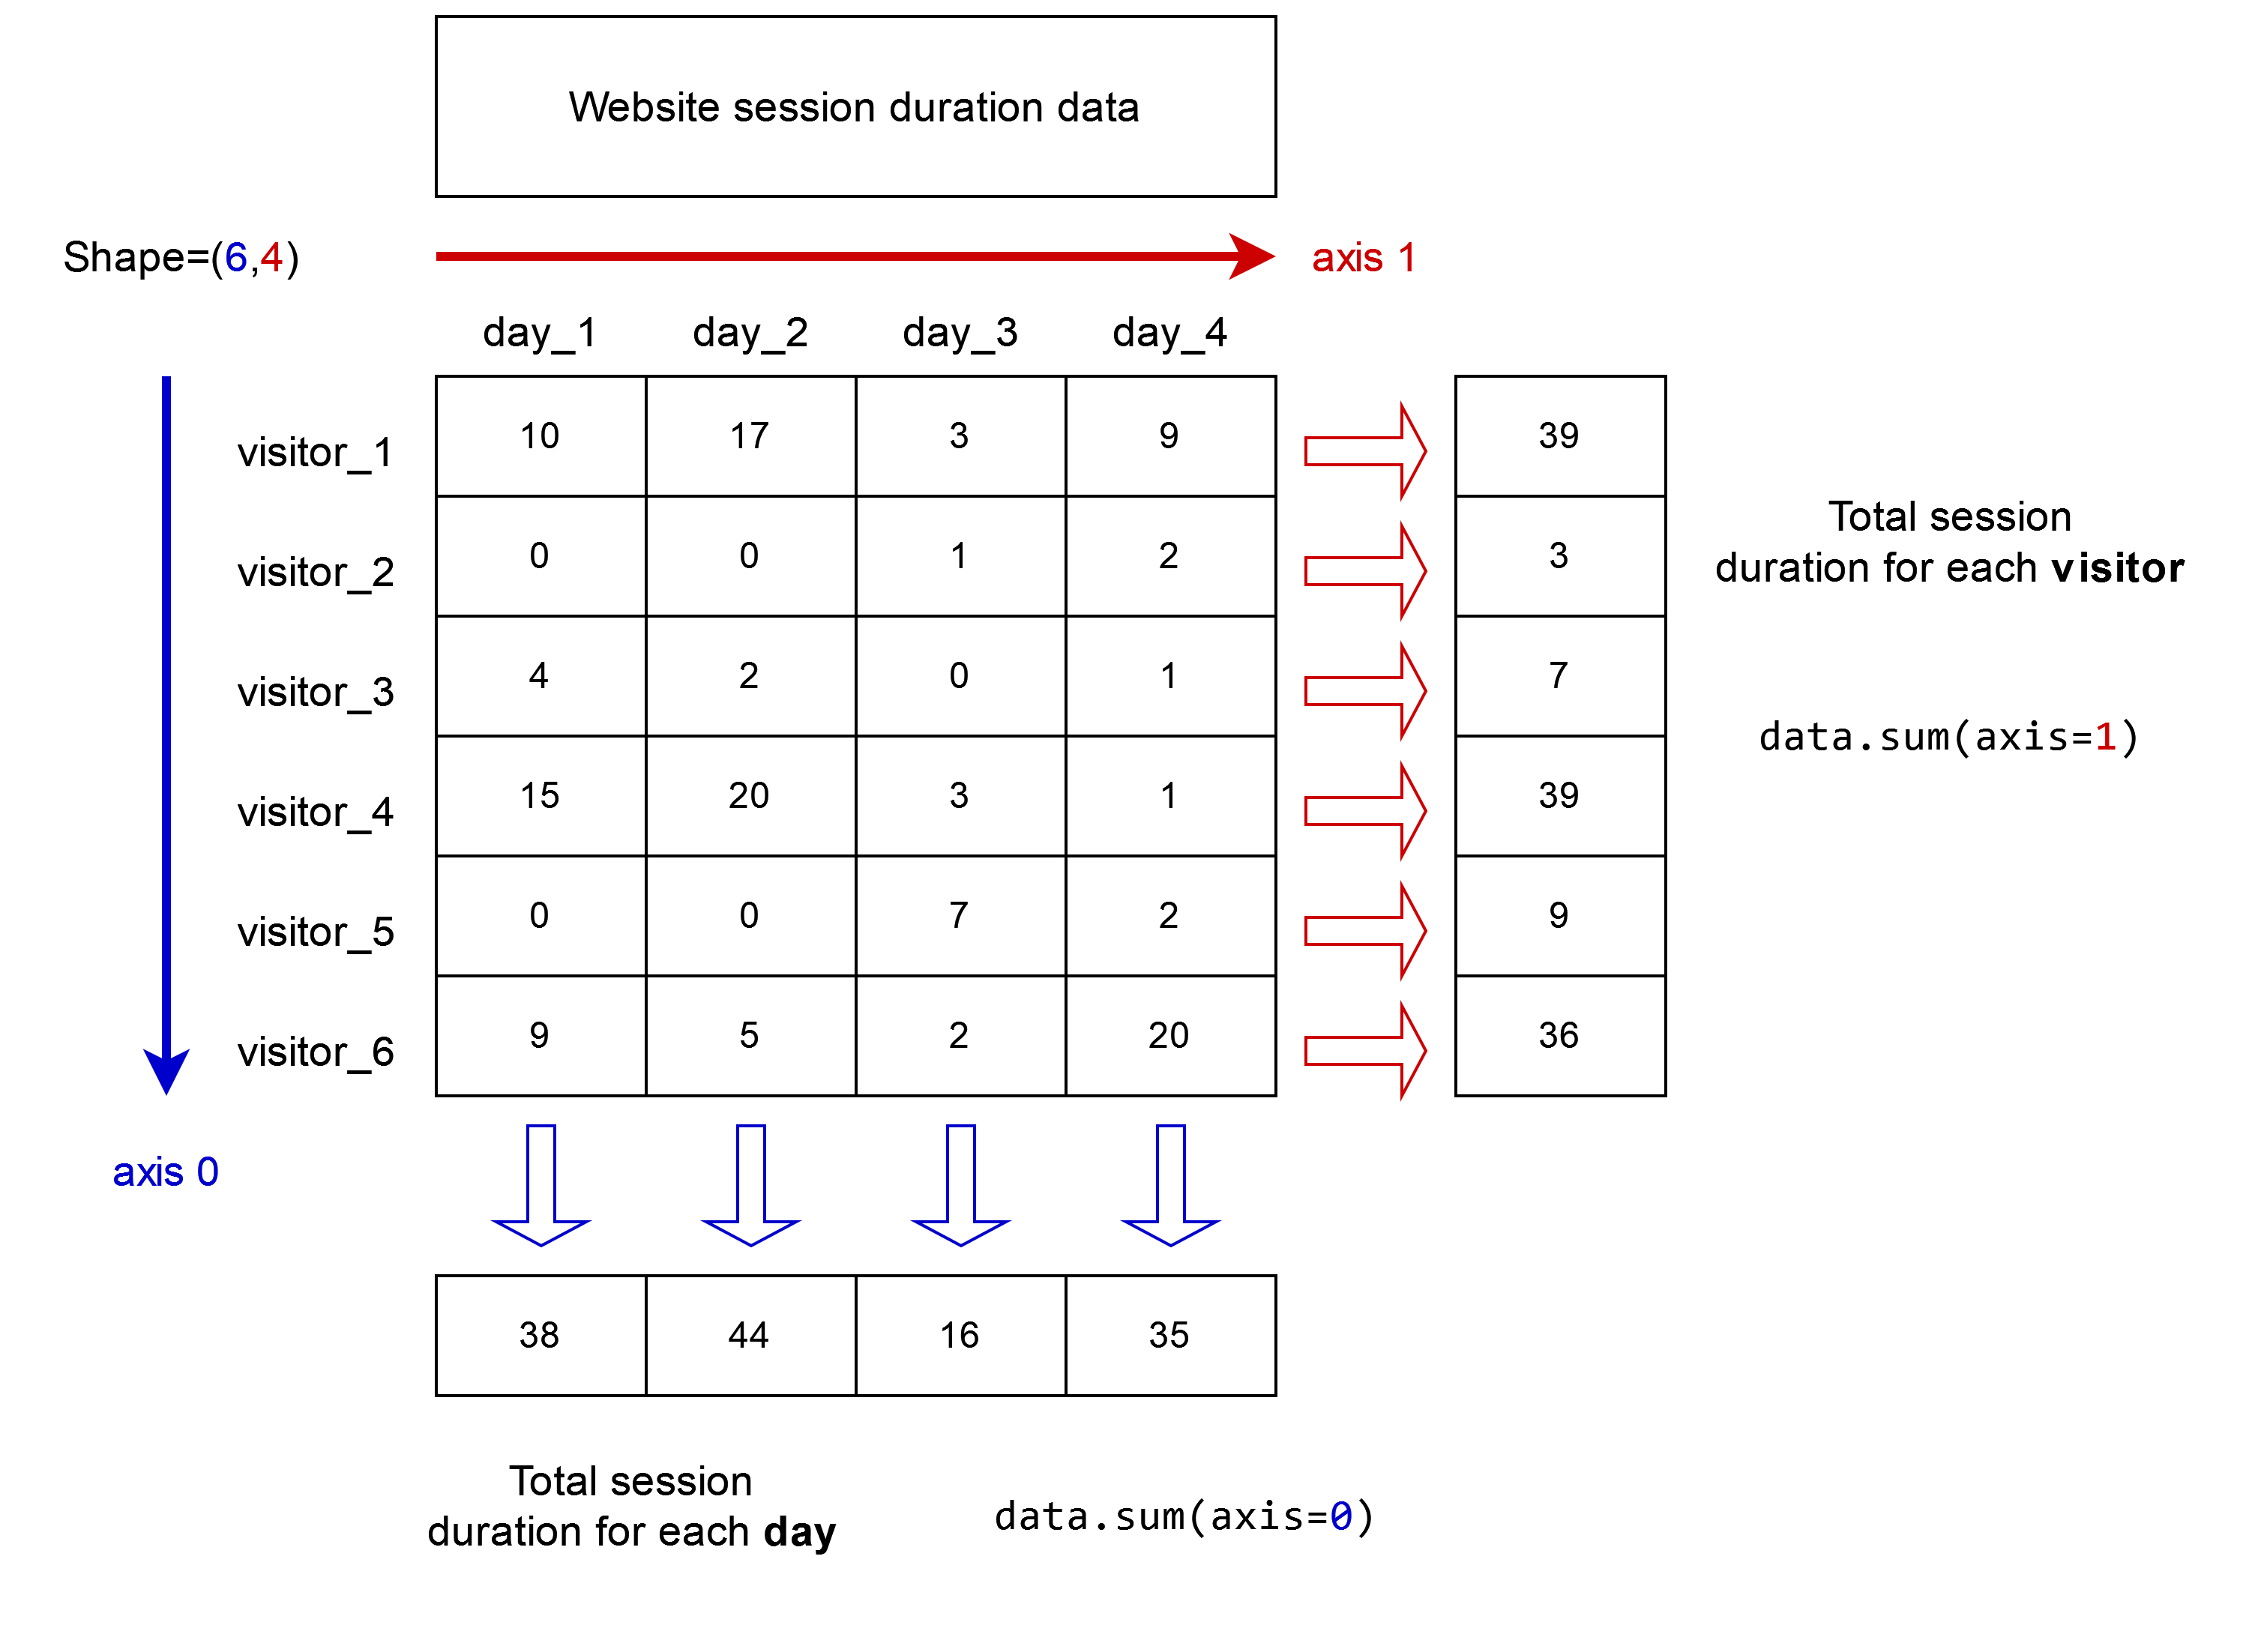 Website session duration data
Shape=(6,4)
axis 1
day_1 day_2 day_3 day_4
visitor_1 10 17 3 9 39
visitor_2 0 0 1 2 3
visitor_3 4 2 0 1 7
visitor_4 15 20 3 1 39
visitor_5 0 0 7 2 9
visitor_6 9 5 2 20 36
Total session
duration for each visitor
data.sum(axis=1)
axis 0
38 44 16 35
Total session
duration for each day
data.sum(axis=0)